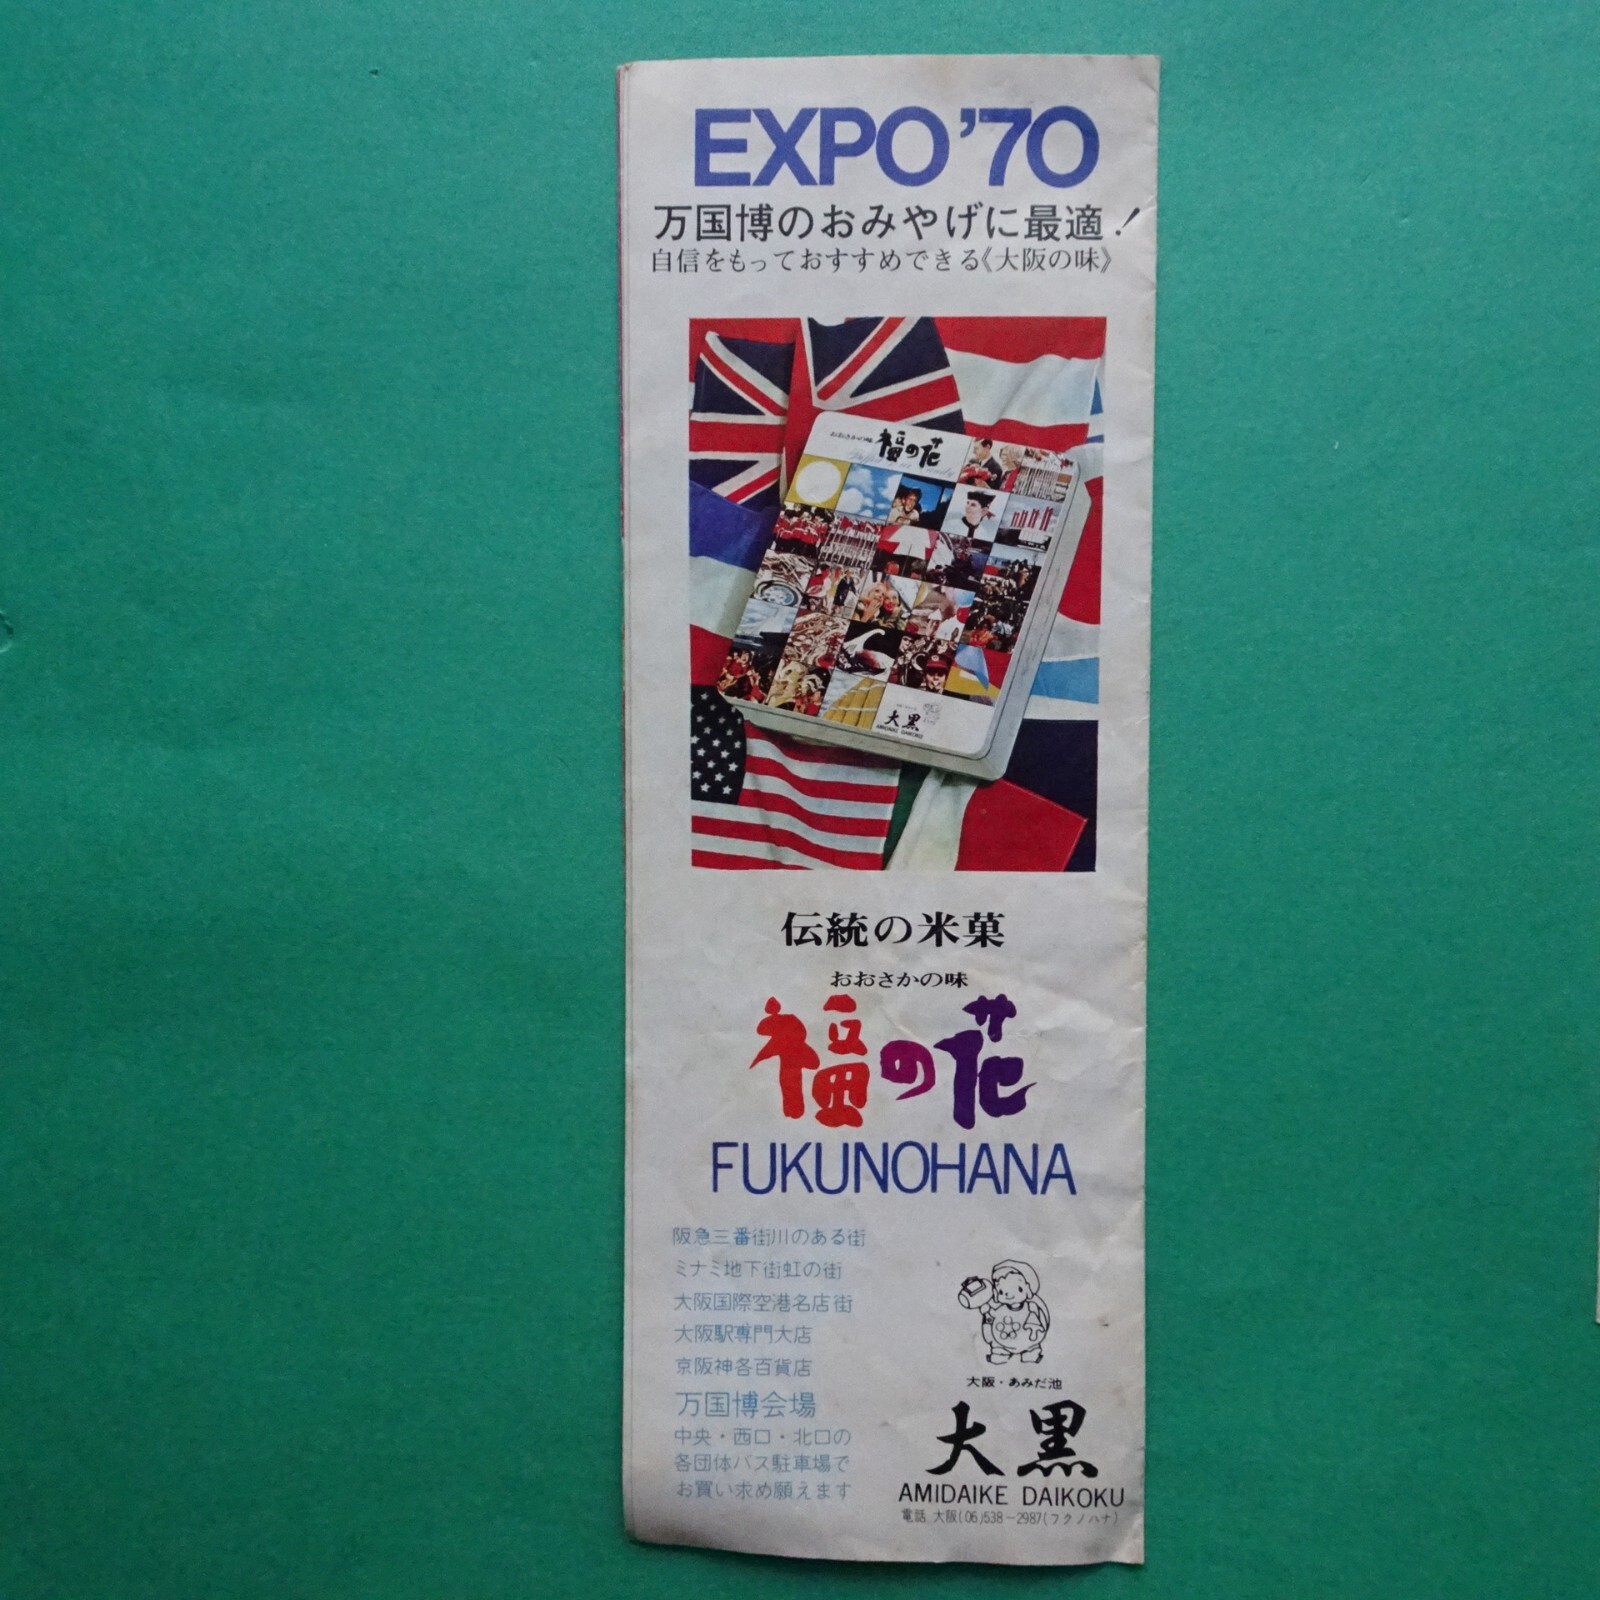 EXPO'70
万国博のおみやげに最適！
自信をもっておすすめできる《大阪の味》
おおさかの味 福の花
大黒
AMIDAIKE DAIKOKU
伝統の米菓
おおさかの味
福の花
FUKUNOHANA
阪急三番街川のある街
ミナミ地下街虹の街
大阪国際空港名店街
大阪駅専門大店
京阪神各百貨店
万国博会場
中央・西口・北口の
各団体バス駐車場で
お買い求め願えます
大阪・あみだ池
大黒
AMIDAIKE DAIKOKU
電話 大阪(06)538-2987(フクノハナ)